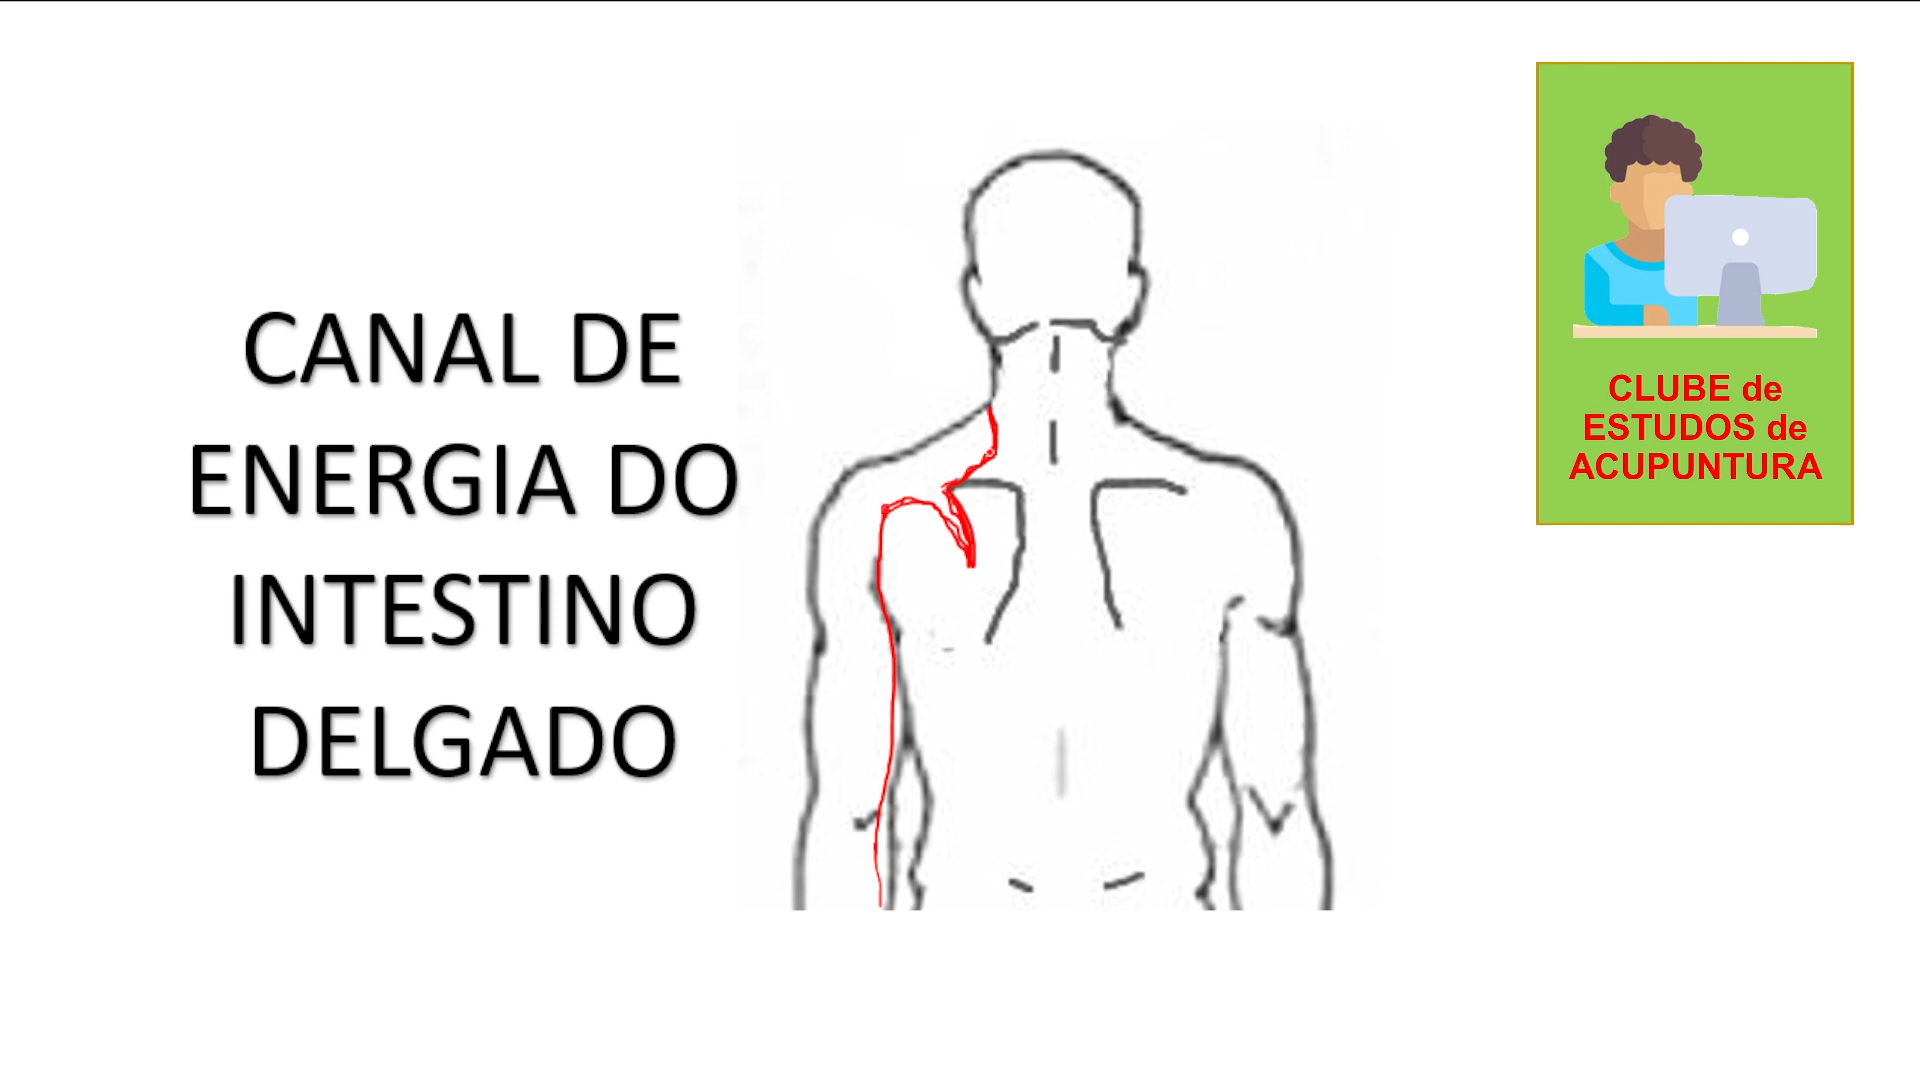 CANAL DE
ENERGIA DO
INTESTINO
DELGADO
CLUBE de
ESTUDOS de
ACUPUNTURA